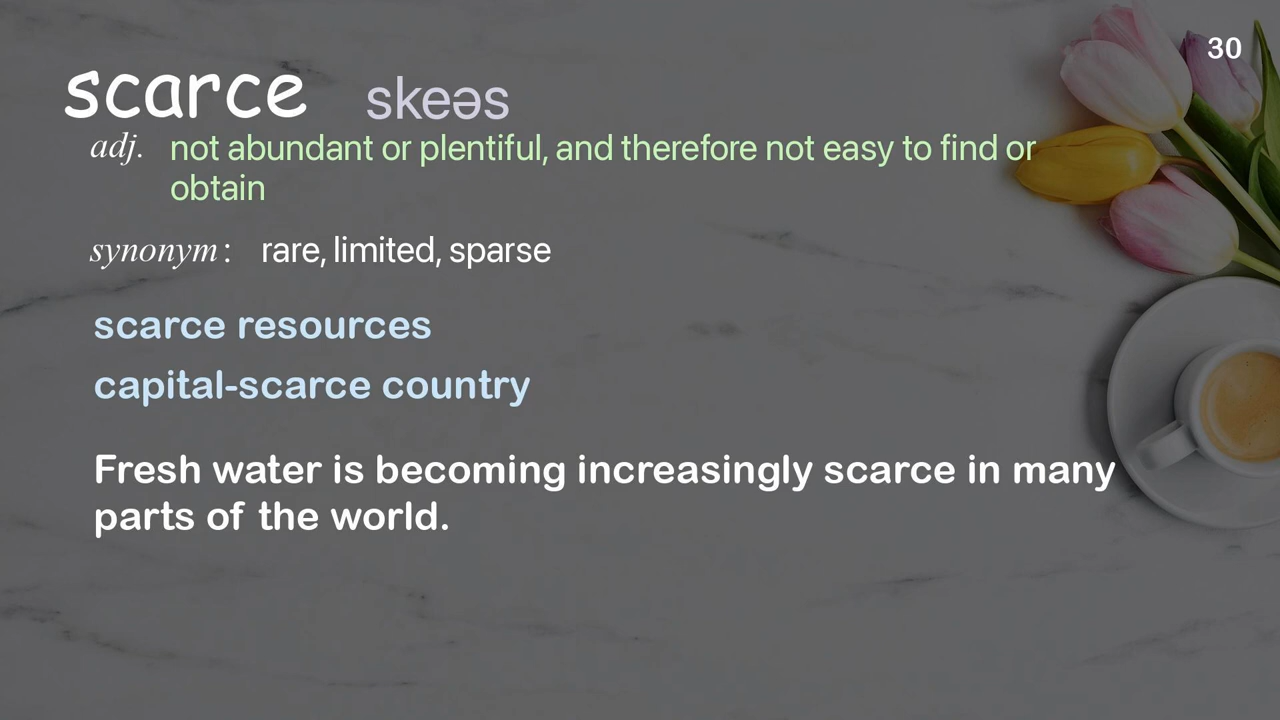 30
scarce skeəs
adj. not abundant or plentiful, and therefore not easy to find or
obtain
synonym: rare, limited, sparse
scarce resources
capital-scarce country
Fresh water is becoming increasingly scarce in many
parts of the world.